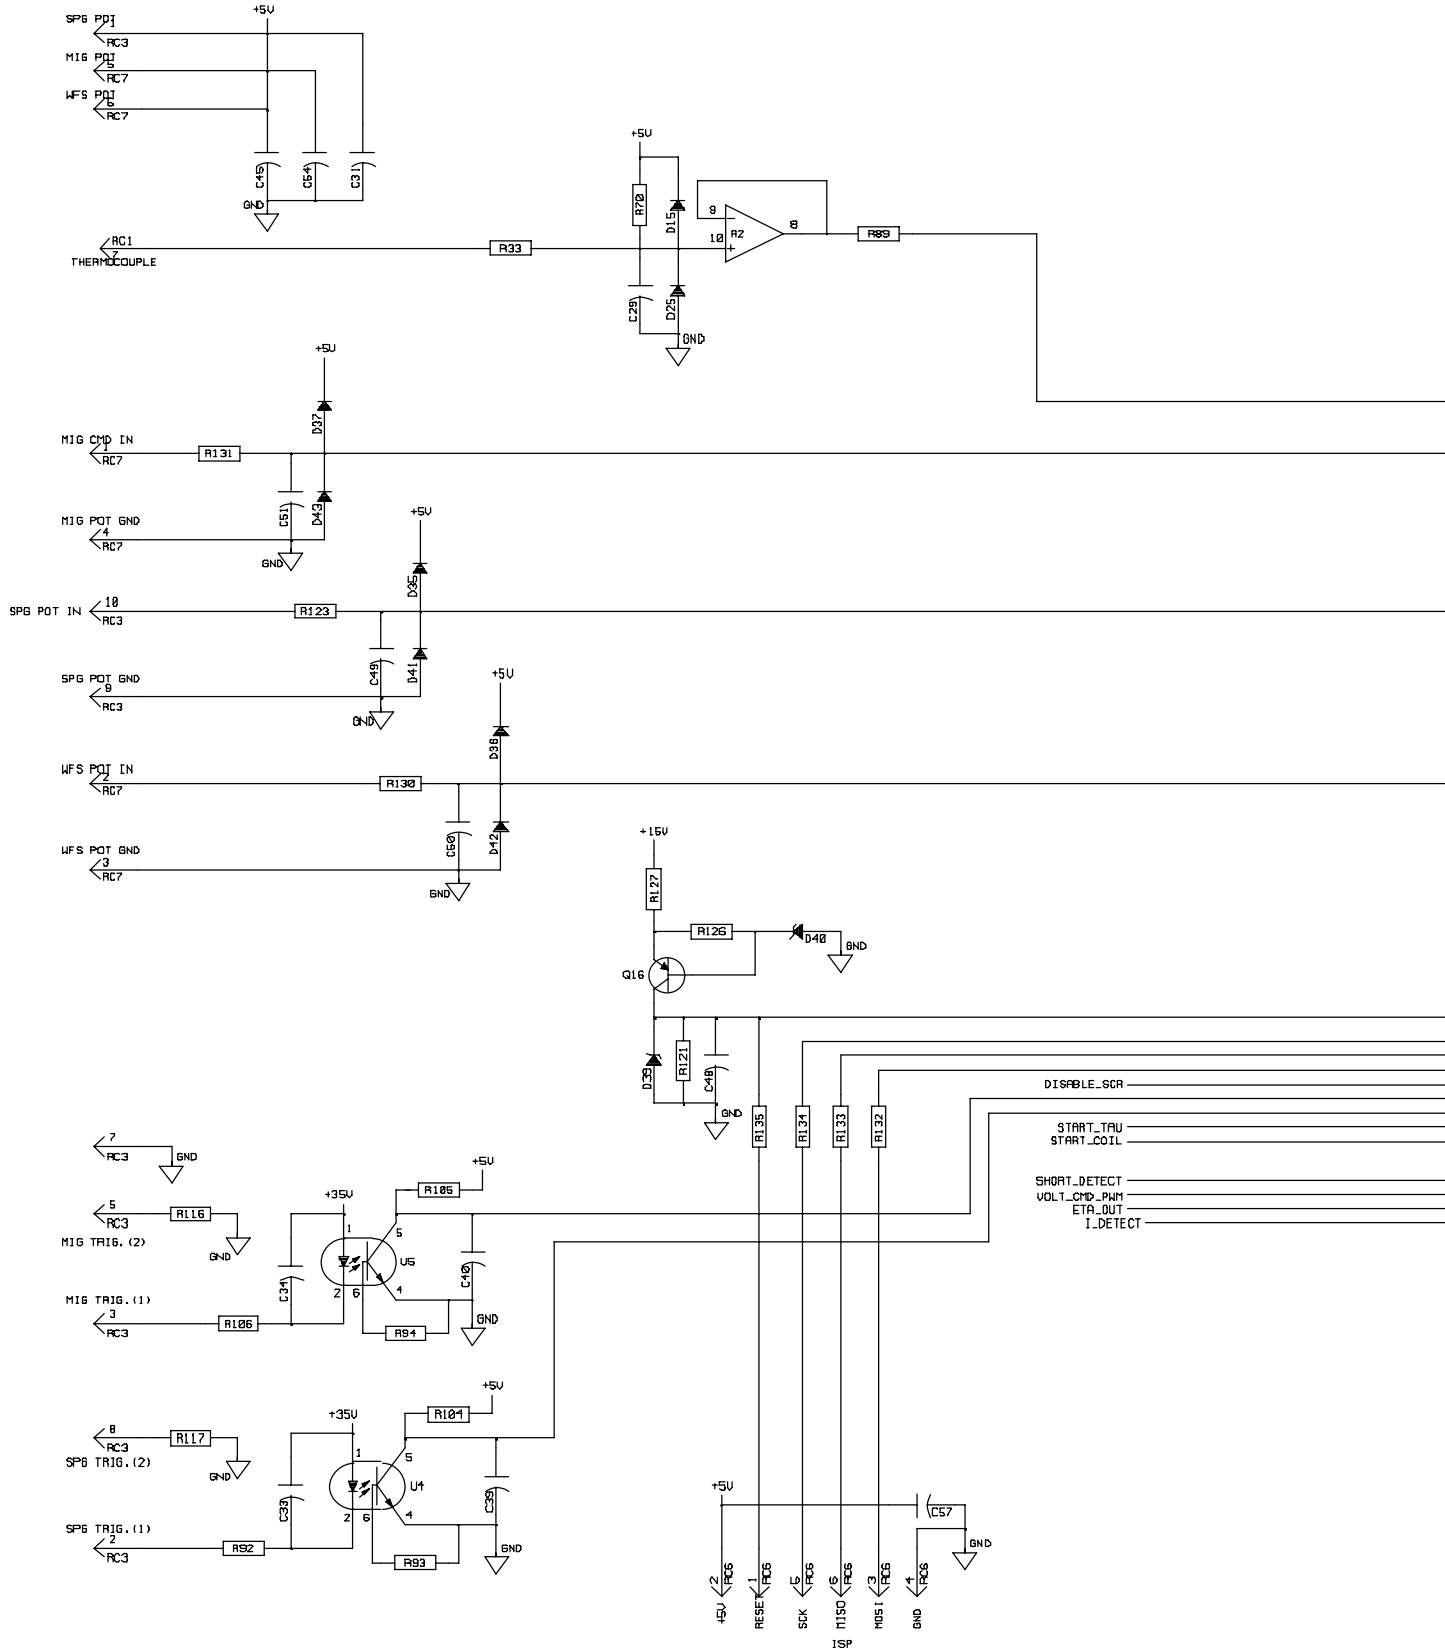 SPG POT
1
RC3
+5V
MIG POT
5
RC7
WFS POT
6
RC7
C45
C54
C31
GND
+5V
R70
D15
9
10
A2
8
R89
RC1
7
THERMOCOUPLE
R33
C29
D25
GND
+5V
D37
MIG CMD IN
1
RC7
R131
C51
D43
MIG POT GND
4
RC7
GND
+5V
D35
SPG POT IN
10
RC3
R123
C49
D41
SPG POT GND
9
RC3
GND
+5V
D36
WFS POT IN
2
RC7
R130
C50
D42
WFS POT GND
3
RC7
GND
+15V
R127
R126
D40
GND
Q16
D39
R121
C48
GND
R135
R134
R133
R132
DISABLE_SCR
START_TAU
START_COIL
SHORT_DETECT
VOLT_CMD_PWM
ETA_OUT
I_DETECT
7
RC3
GND
5
RC3
R116
GND
MIG TRIG.(2)
+35V
+5V
R105
1
5
U5
C34
2
6
4
C40
GND
MIG TRIG.(1)
3
RC3
R106
R94
8
RC3
R117
GND
SPG TRIG.(2)
+35V
+5V
R104
1
5
U4
C33
2
6
4
C39
GND
SPG TRIG.(1)
2
RC3
R92
R93
+5V
C57
GND
2
RC6
+5V
1
RC6
RESET
5
RC6
SCK
6
RC6
MISO
3
RC6
MOSI
4
RC6
GND
ISP